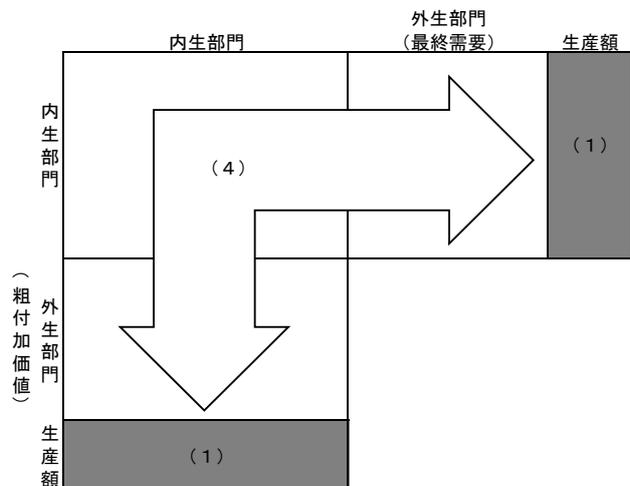 外生部門
内生部門
（最終需要）
生産額
内生部門
（４）
（１）
外生部門
（粗付加価値）
生産額
（１）